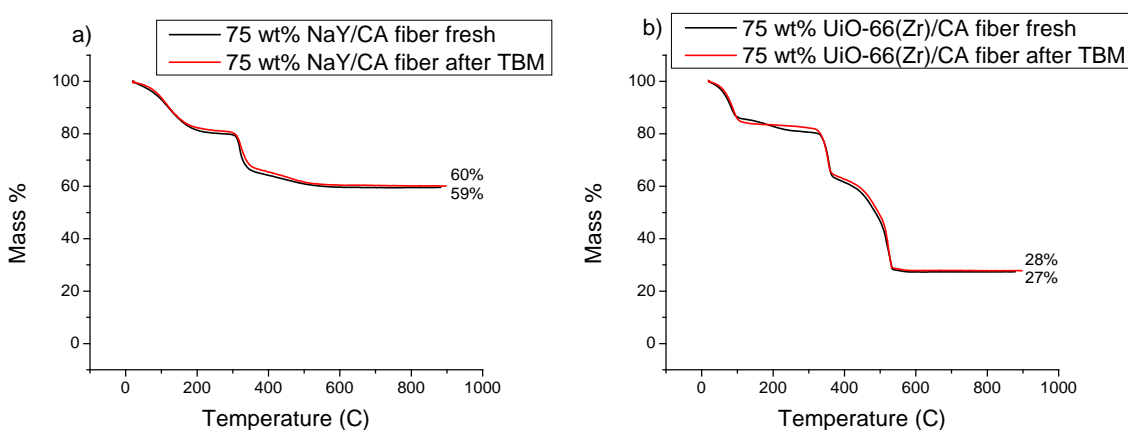 a)
75 wt% NaY/CA fiber fresh
75 wt% NaY/CA fiber after TBM
100
80
60
40
20
0
Mass %
60%
59%
0 200 400 600 800 1000
Temperature (C)
b)
75 wt% UiO-66(Zr)/CA fiber fresh
75 wt% UiO-66(Zr)/CA fiber after TBM
100
80
60
40
20
0
Mass %
28%
27%
0 200 400 600 800 1000
Temperature (C)